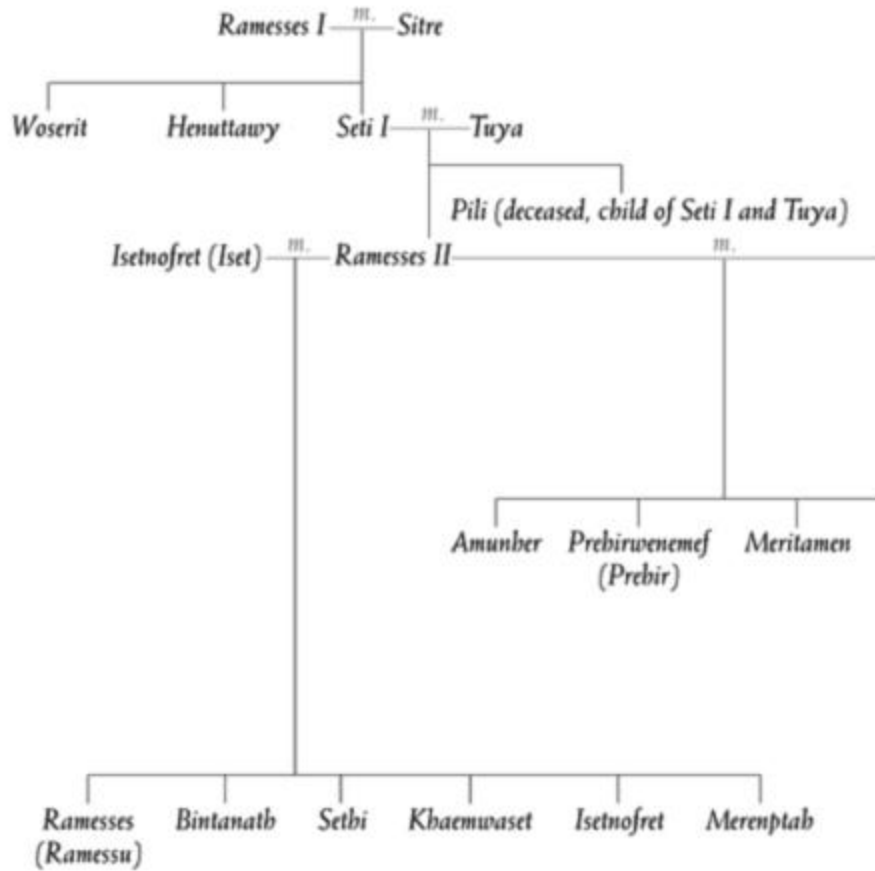 Ramesses I m. Sitre
Woserit Henuttawy Seti I m. Tuya
Pili (deceased, child of Seti I and Tuya)
Isetnofret (Iset) m. Ramesses II m.
Amunher Prehirwenemef Meritamen
(Prehir)
Ramesses Bintanath Sethi Khaemwaset Isetnofret Merenptah
(Ramessu)